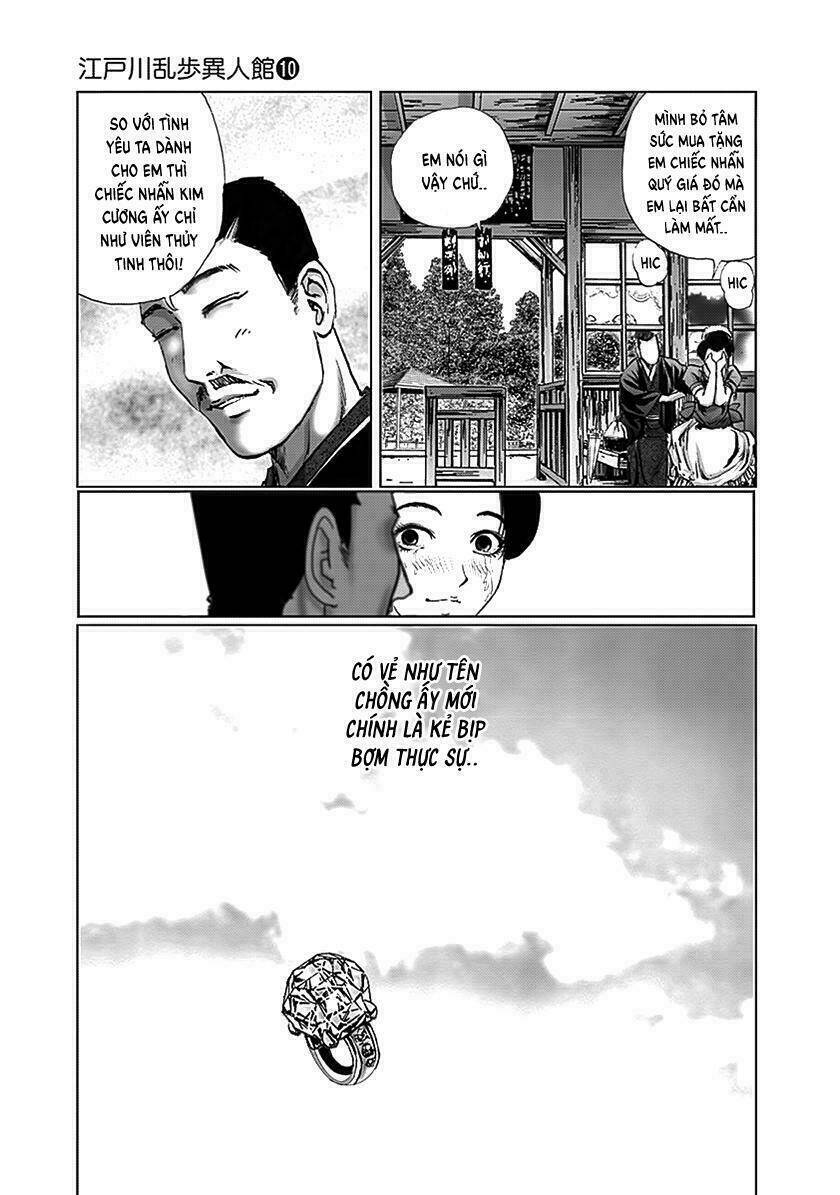 江戸川乱歩異人館⑩
MÌNH BỎ TÂM
SỨC MUA TẶNG
EM CHIẾC NHẪN
QUÝ GIÁ ĐÓ MÀ
EM LẠI BẤT CẨN
LÀM MẤT..
HIC
HIC
EM NÓI GÌ
VẬY CHỨ..
SO VỚI TÌNH
YÊU TA DÀNH
CHO EM THÌ
CHIẾC NHẪN KIM
CƯƠNG ẤY CHỈ
NHƯ VIÊN THỦY
TINH THÔI!
CÓ VẺ NHƯ TÊN
CHỒNG ẤY MỚI
CHÍNH LÀ KẺ BỊP
BỢM THỰC SỰ..